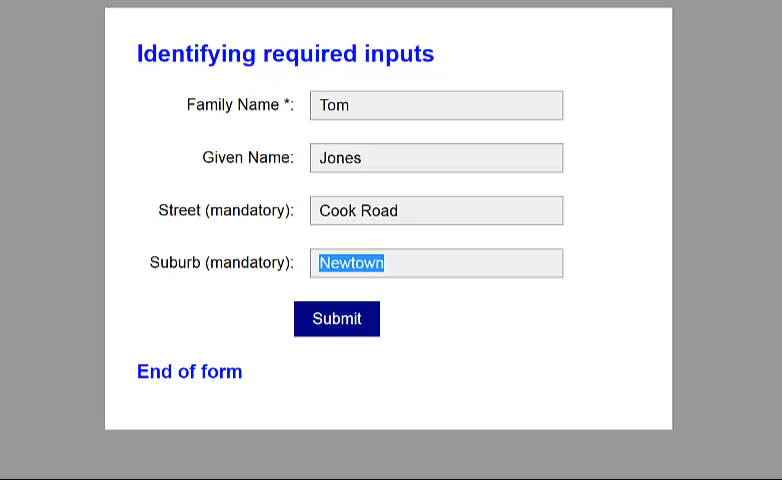 Identifying required inputs
Family Name *: Tom
Given Name: Jones
Street (mandatory): Cook Road
Suburb (mandatory): Newtown
Submit
End of form